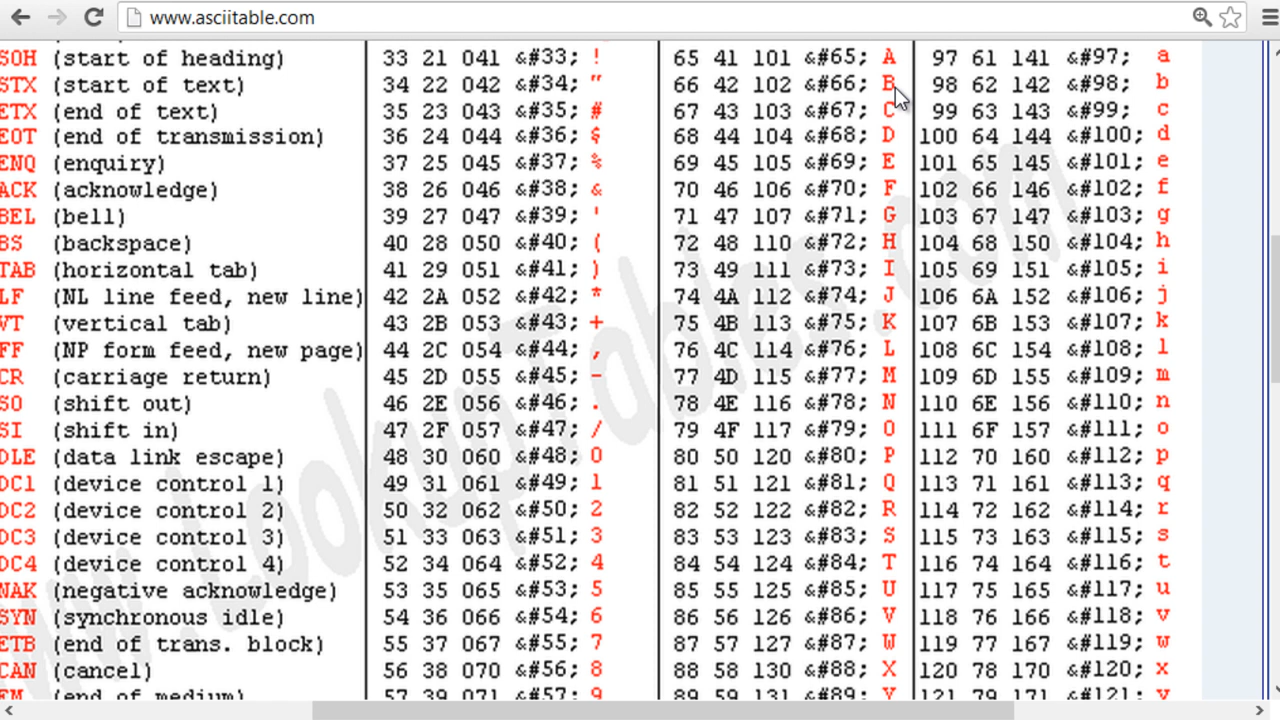 www.asciitable.com
SOH (start of heading) 33 21 041 &#33; ! 65 41 101 &#65; A 97 61 141 &#97; a
STX (start of text) 34 22 042 &#34; " 66 42 102 &#66; B 98 62 142 &#98; b
ETX (end of text) 35 23 043 &#35; # 67 43 103 &#67; C 99 63 143 &#99; c
EOT (end of transmission) 36 24 044 &#36; $ 68 44 104 &#68; D 100 64 144 &#100; d
ENQ (enquiry) 37 25 045 &#37; % 69 45 105 &#69; E 101 65 145 &#101; e
ACK (acknowledge) 38 26 046 &#38; & 70 46 106 &#70; F 102 66 146 &#102; f
BEL (bell) 39 27 047 &#39; ' 71 47 107 &#71; G 103 67 147 &#103; g
BS (backspace) 40 28 050 &#40; ( 72 48 110 &#72; H 104 68 150 &#104; h
TAB (horizontal tab) 41 29 051 &#41; ) 73 49 111 &#73; I 105 69 151 &#105; i
LF (NL line feed, new line) 42 2A 052 &#42; * 74 4A 112 &#74; J 106 6A 152 &#106; j
VT (vertical tab) 43 2B 053 &#43; + 75 4B 113 &#75; K 107 6B 153 &#107; k
FF (NP form feed, new page) 44 2C 054 &#44; , 76 4C 114 &#76; L 108 6C 154 &#108; l
CR (carriage return) 45 2D 055 &#45; - 77 4D 115 &#77; M 109 6D 155 &#109; m
SO (shift out) 46 2E 056 &#46; . 78 4E 116 &#78; N 110 6E 156 &#110; n
SI (shift in) 47 2F 057 &#47; / 79 4F 117 &#79; O 111 6F 157 &#111; o
DLE (data link escape) 48 30 060 &#48; 0 80 50 120 &#80; P 112 70 160 &#112; p
DC1 (device control 1) 49 31 061 &#49; 1 81 51 121 &#81; Q 113 71 161 &#113; q
DC2 (device control 2) 50 32 062 &#50; 2 82 52 122 &#82; R 114 72 162 &#114; r
DC3 (device control 3) 51 33 063 &#51; 3 83 53 123 &#83; S 115 73 163 &#115; s
DC4 (device control 4) 52 34 064 &#52; 4 84 54 124 &#84; T 116 74 164 &#116; t
NAK (negative acknowledge) 53 35 065 &#53; 5 85 55 125 &#85; U 117 75 165 &#117; u
SYN (synchronous idle) 54 36 066 &#54; 6 86 56 126 &#86; V 118 76 166 &#118; v
ETB (end of trans. block) 55 37 067 &#55; 7 87 57 127 &#87; W 119 77 167 &#119; w
CAN (cancel) 56 38 070 &#56; 8 88 58 130 &#88; X 120 78 170 &#120; x
EM (end of medium) 57 39 071 &#57; 9 89 59 131 &#89; Y 121 79 171 &#121; y
www.LookupTables.com